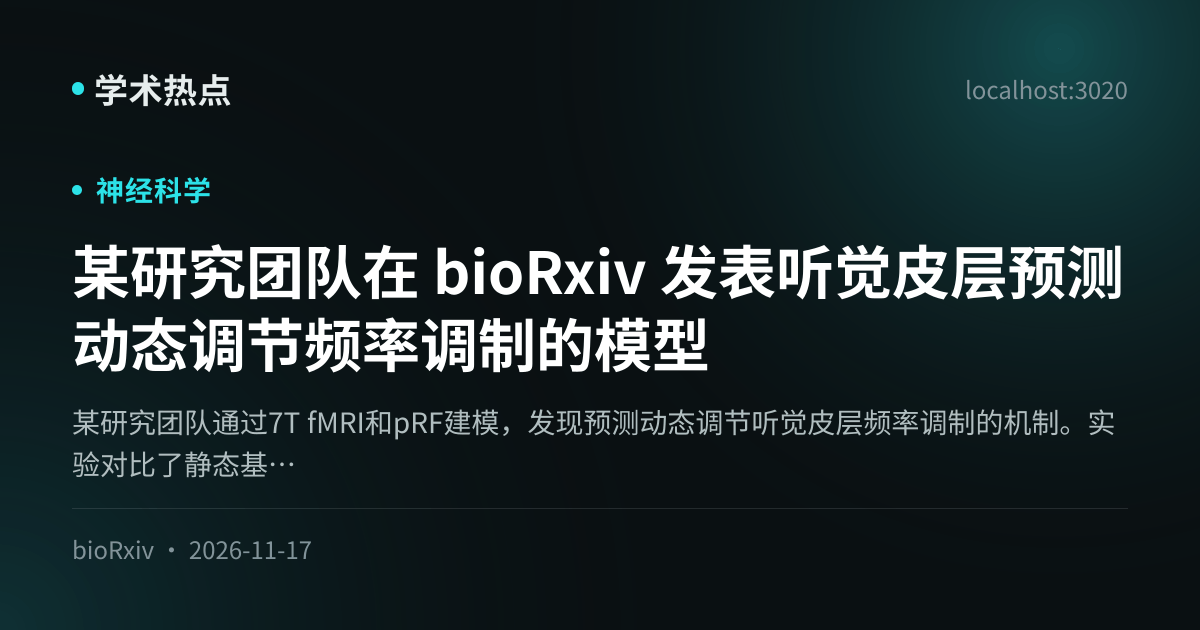 学术热点
localhost:3020
神经科学
某研究团队在 bioRxiv 发表听觉皮层预测
动态调节频率调制的模型
某研究团队通过7T fMRI和pRF建模，发现预测动态调节听觉皮层频率调制的机制。实
验对比了静态基…
bioRxiv · 2026-11-17